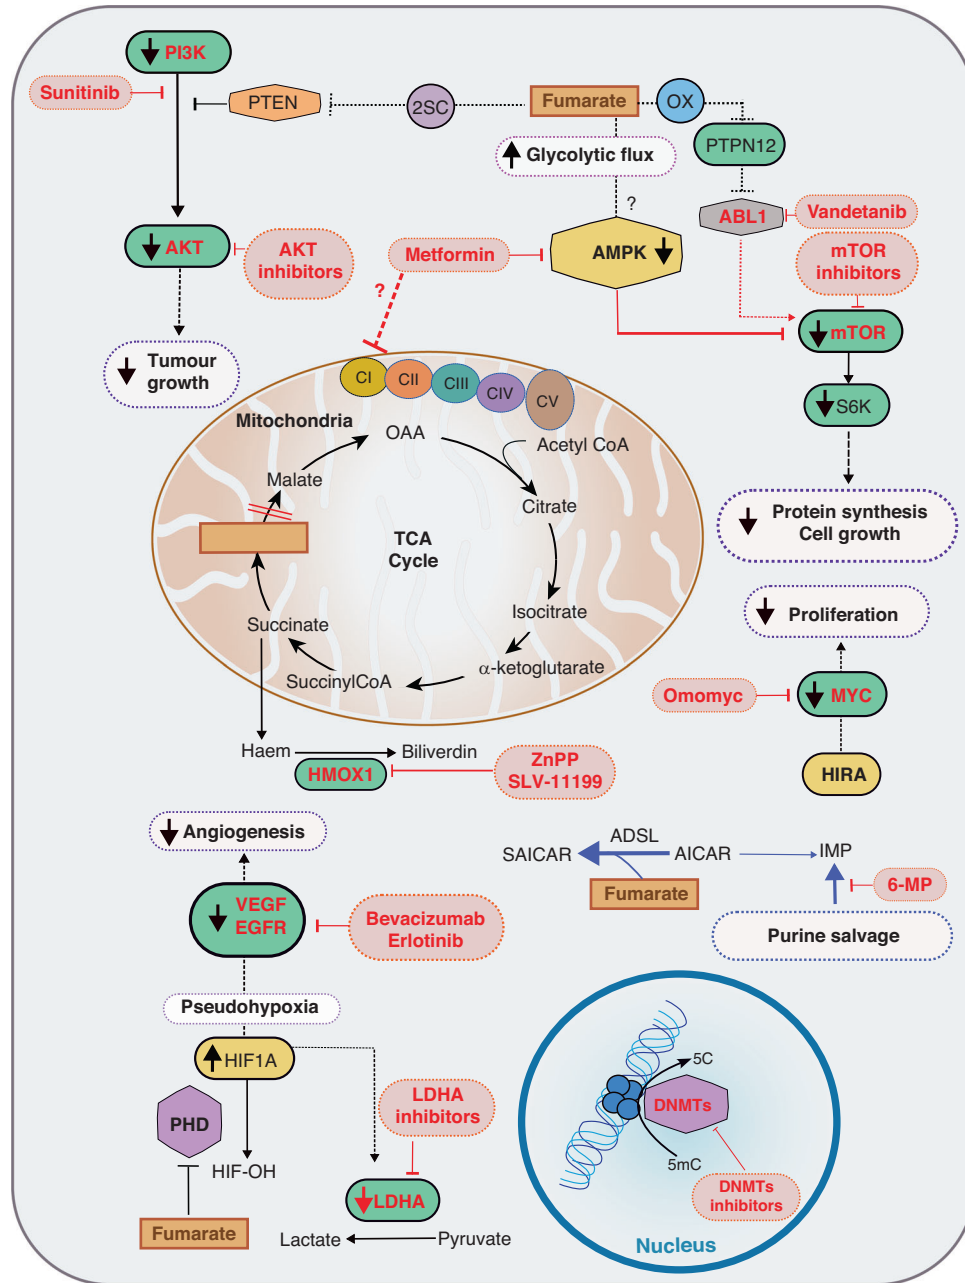 PI3K
Sunitinib
PTEN
2SC
Fumarate
OX
PTPN12
Glycolytic flux
?
ABL1
Vandetanib
AKT
AKT
inhibitors
Metformin
AMPK
mTOR
inhibitors
?
mTOR
Tumour
growth
S6K
CI
CII
CIII
CIV
CV
Mitochondria
OAA
Acetyl CoA
Malate
Citrate
Protein synthesis
Cell growth
TCA
Cycle
Succinate
Isocitrate
Proliferation
SuccinylCoA
α-ketoglutarate
Omomyc
MYC
Haem
Biliverdin
HMOX1
ZnPP
SLV-11199
HIRA
Angiogenesis
SAICAR
ADSL
AICAR
IMP
Fumarate
6-MP
VEGF
EGFR
Bevacizumab
Erlotinib
Purine salvage
Pseudohypoxia
HIF1A
5C
LDHA
inhibitors
DNMTs
PHD
HIF-OH
5mC
LDHA
DNMTs
inhibitors
Fumarate
Lactate
Pyruvate
Nucleus